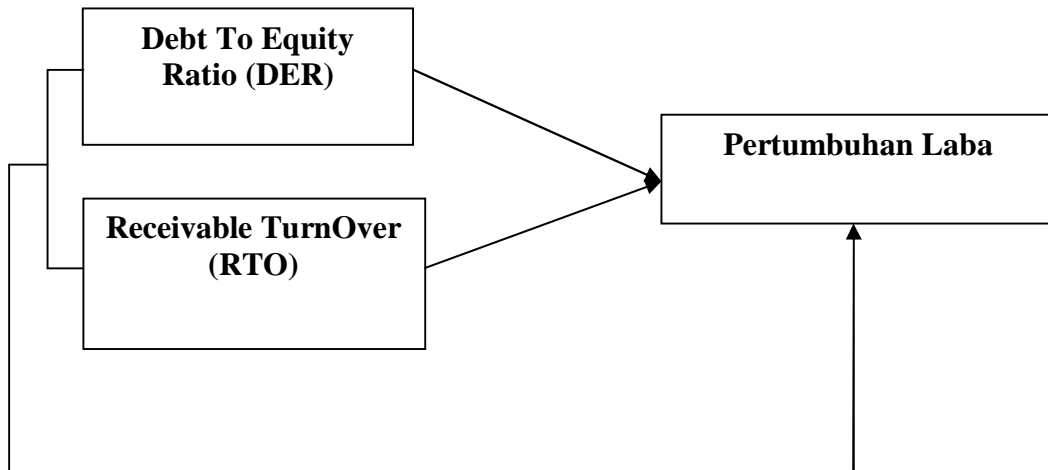 Debt To Equity
Ratio (DER)
Pertumbuhan Laba
Receivable TurnOver
(RTO)